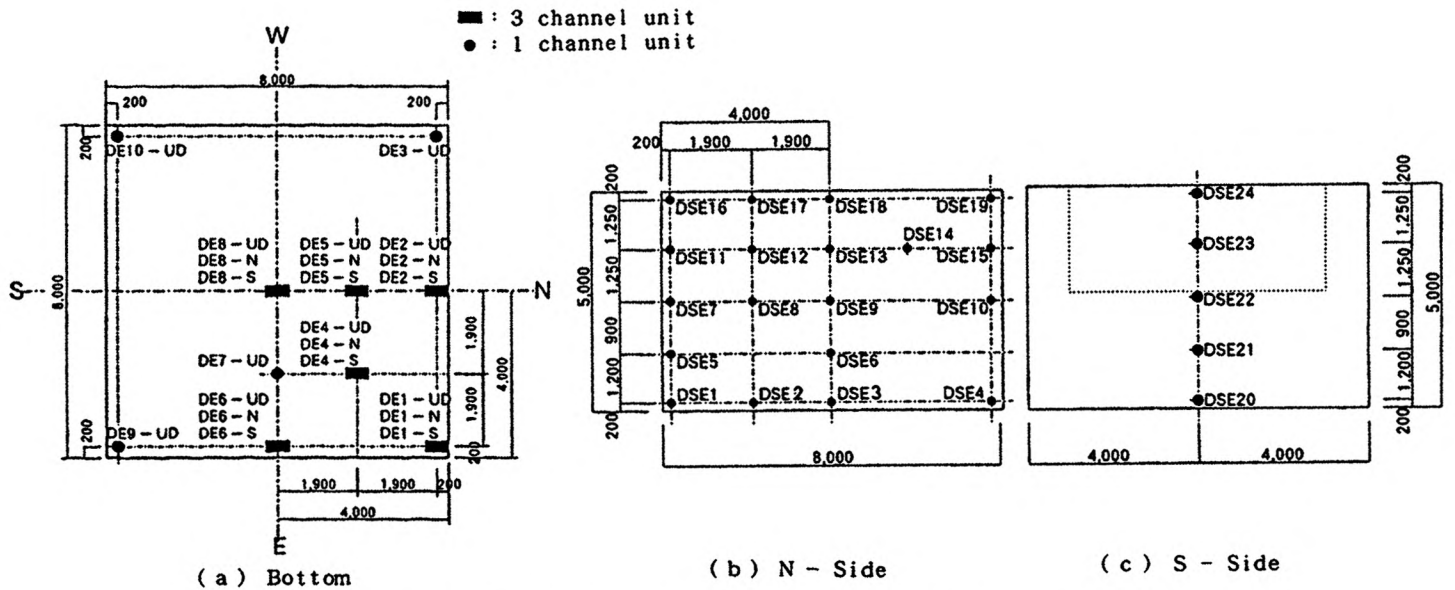 ■ : 3 channel unit
● : 1 channel unit
W
8,000
200
200
200
DE10-UD
DE3-UD
DE8-UD
DE8-N
DE8-S
DE5-UD
DE5-N
DE5-S
DE2-UD
DE2-N
DE2-S
S
8,000
N
DE4-UD
DE4-N
DE4-S
DE7-UD
1,900
4,000
DE6-UD
DE6-N
DE6-S
DE1-UD
DE1-N
DE1-S
1,900
200
DE9-UD
200
1,900
1,900
200
4,000
E
(a) Bottom
4,000
200
1,900
1,900
200
DSE16
DSE17
DSE18
DSE19
1,250
DSE14
DSE11
DSE12
DSE13
DSE15
1,250
5,000
DSE7
DSE8
DSE9
DSE10
900
DSE5
DSE6
1,200
DSE1
DSE2
DSE3
DSE4
200
8,000
(b) N-Side
200
DSE24
1,250
DSE23
1,250
5,000
DSE22
900
DSE21
1,200
DSE20
200
4,000
4,000
(c) S-Side